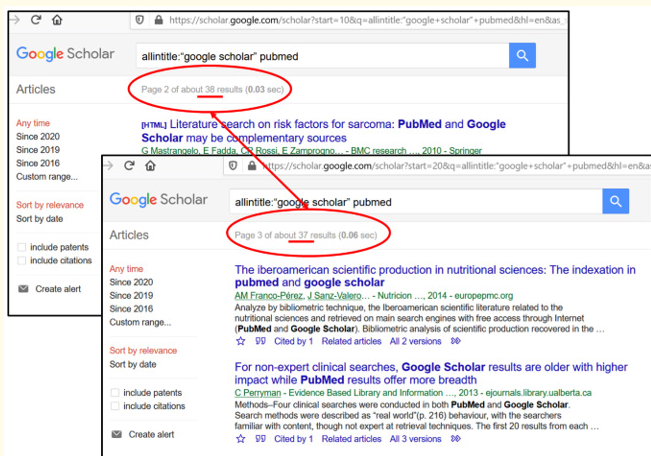 https://scholar.google.com/scholar?start=10&q=allintitle:"google+scholar"+pubmed&hl=en&as_
Google Scholar
allintitle:"google scholar" pubmed
Articles
Page 2 of about 38 results (0.03 sec)
Any time
Since 2020
Since 2019
Since 2016
Custom range...
Sort by relevance
Sort by date
include patents
include citations
Create alert
[HTML] Literature search on risk factors for sarcoma: PubMed and Google
Scholar may be complementary sources
G Mastrangelo, E Fadda, CR Rossi, E Zamprogno... - BMC research ..., 2010 - Springer
https://scholar.google.com/scholar?start=20&q=allintitle:"google+scholar"+pubmed&hl=en&as
Google Scholar
allintitle:"google scholar" pubmed
Articles
Page 3 of about 37 results (0.06 sec)
Any time
Since 2020
Since 2019
Since 2016
Custom range...
Sort by relevance
Sort by date
include patents
include citations
Create alert
The iberoamerican scientific production in nutritional sciences: The indexation in
pubmed and google scholar
AM Franco-Pérez, J Sanz-Valero... - Nutricion ..., 2014 - europepmc.org
Analyze by bibliometric technique, the Iberoamerican scientific literature related to the
nutritional sciences and retrieved on main search engines with free access through Internet
(PubMed and Google Scholar). Bibliometric analysis of scientific production recovered in the ...
Cited by 1 Related articles All 2 versions
For non-expert clinical searches, Google Scholar results are older with higher
impact while PubMed results offer more breadth
C Perryman - Evidence Based Library and Information ..., 2013 - ejournals.library.ualberta.ca
Methods–Four clinical searches were conducted in both PubMed and Google Scholar.
Search methods were described as "real world"(p. 216) behaviour, with the searchers
familiar with content, though not expert at retrieval techniques. The first 20 results from each ...
Cited by 1 Related articles All 3 versions